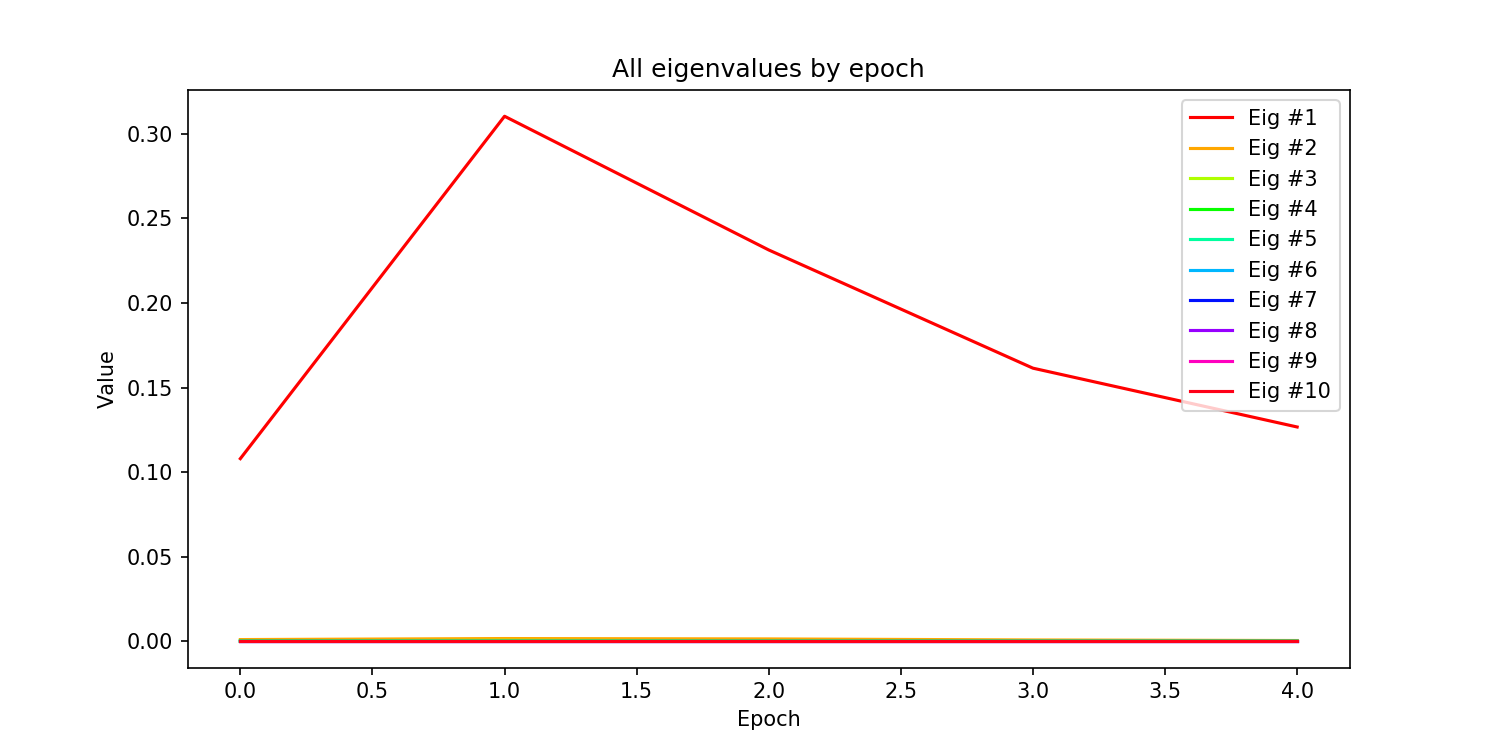 All eigenvalues by epoch
0.30
0.25
0.20
0.15
0.10
0.05
0.00
Value
Eig #1
Eig #2
Eig #3
Eig #4
Eig #5
Eig #6
Eig #7
Eig #8
Eig #9
Eig #10
0.0 0.5 1.0 1.5 2.0 2.5 3.0 3.5 4.0
Epoch